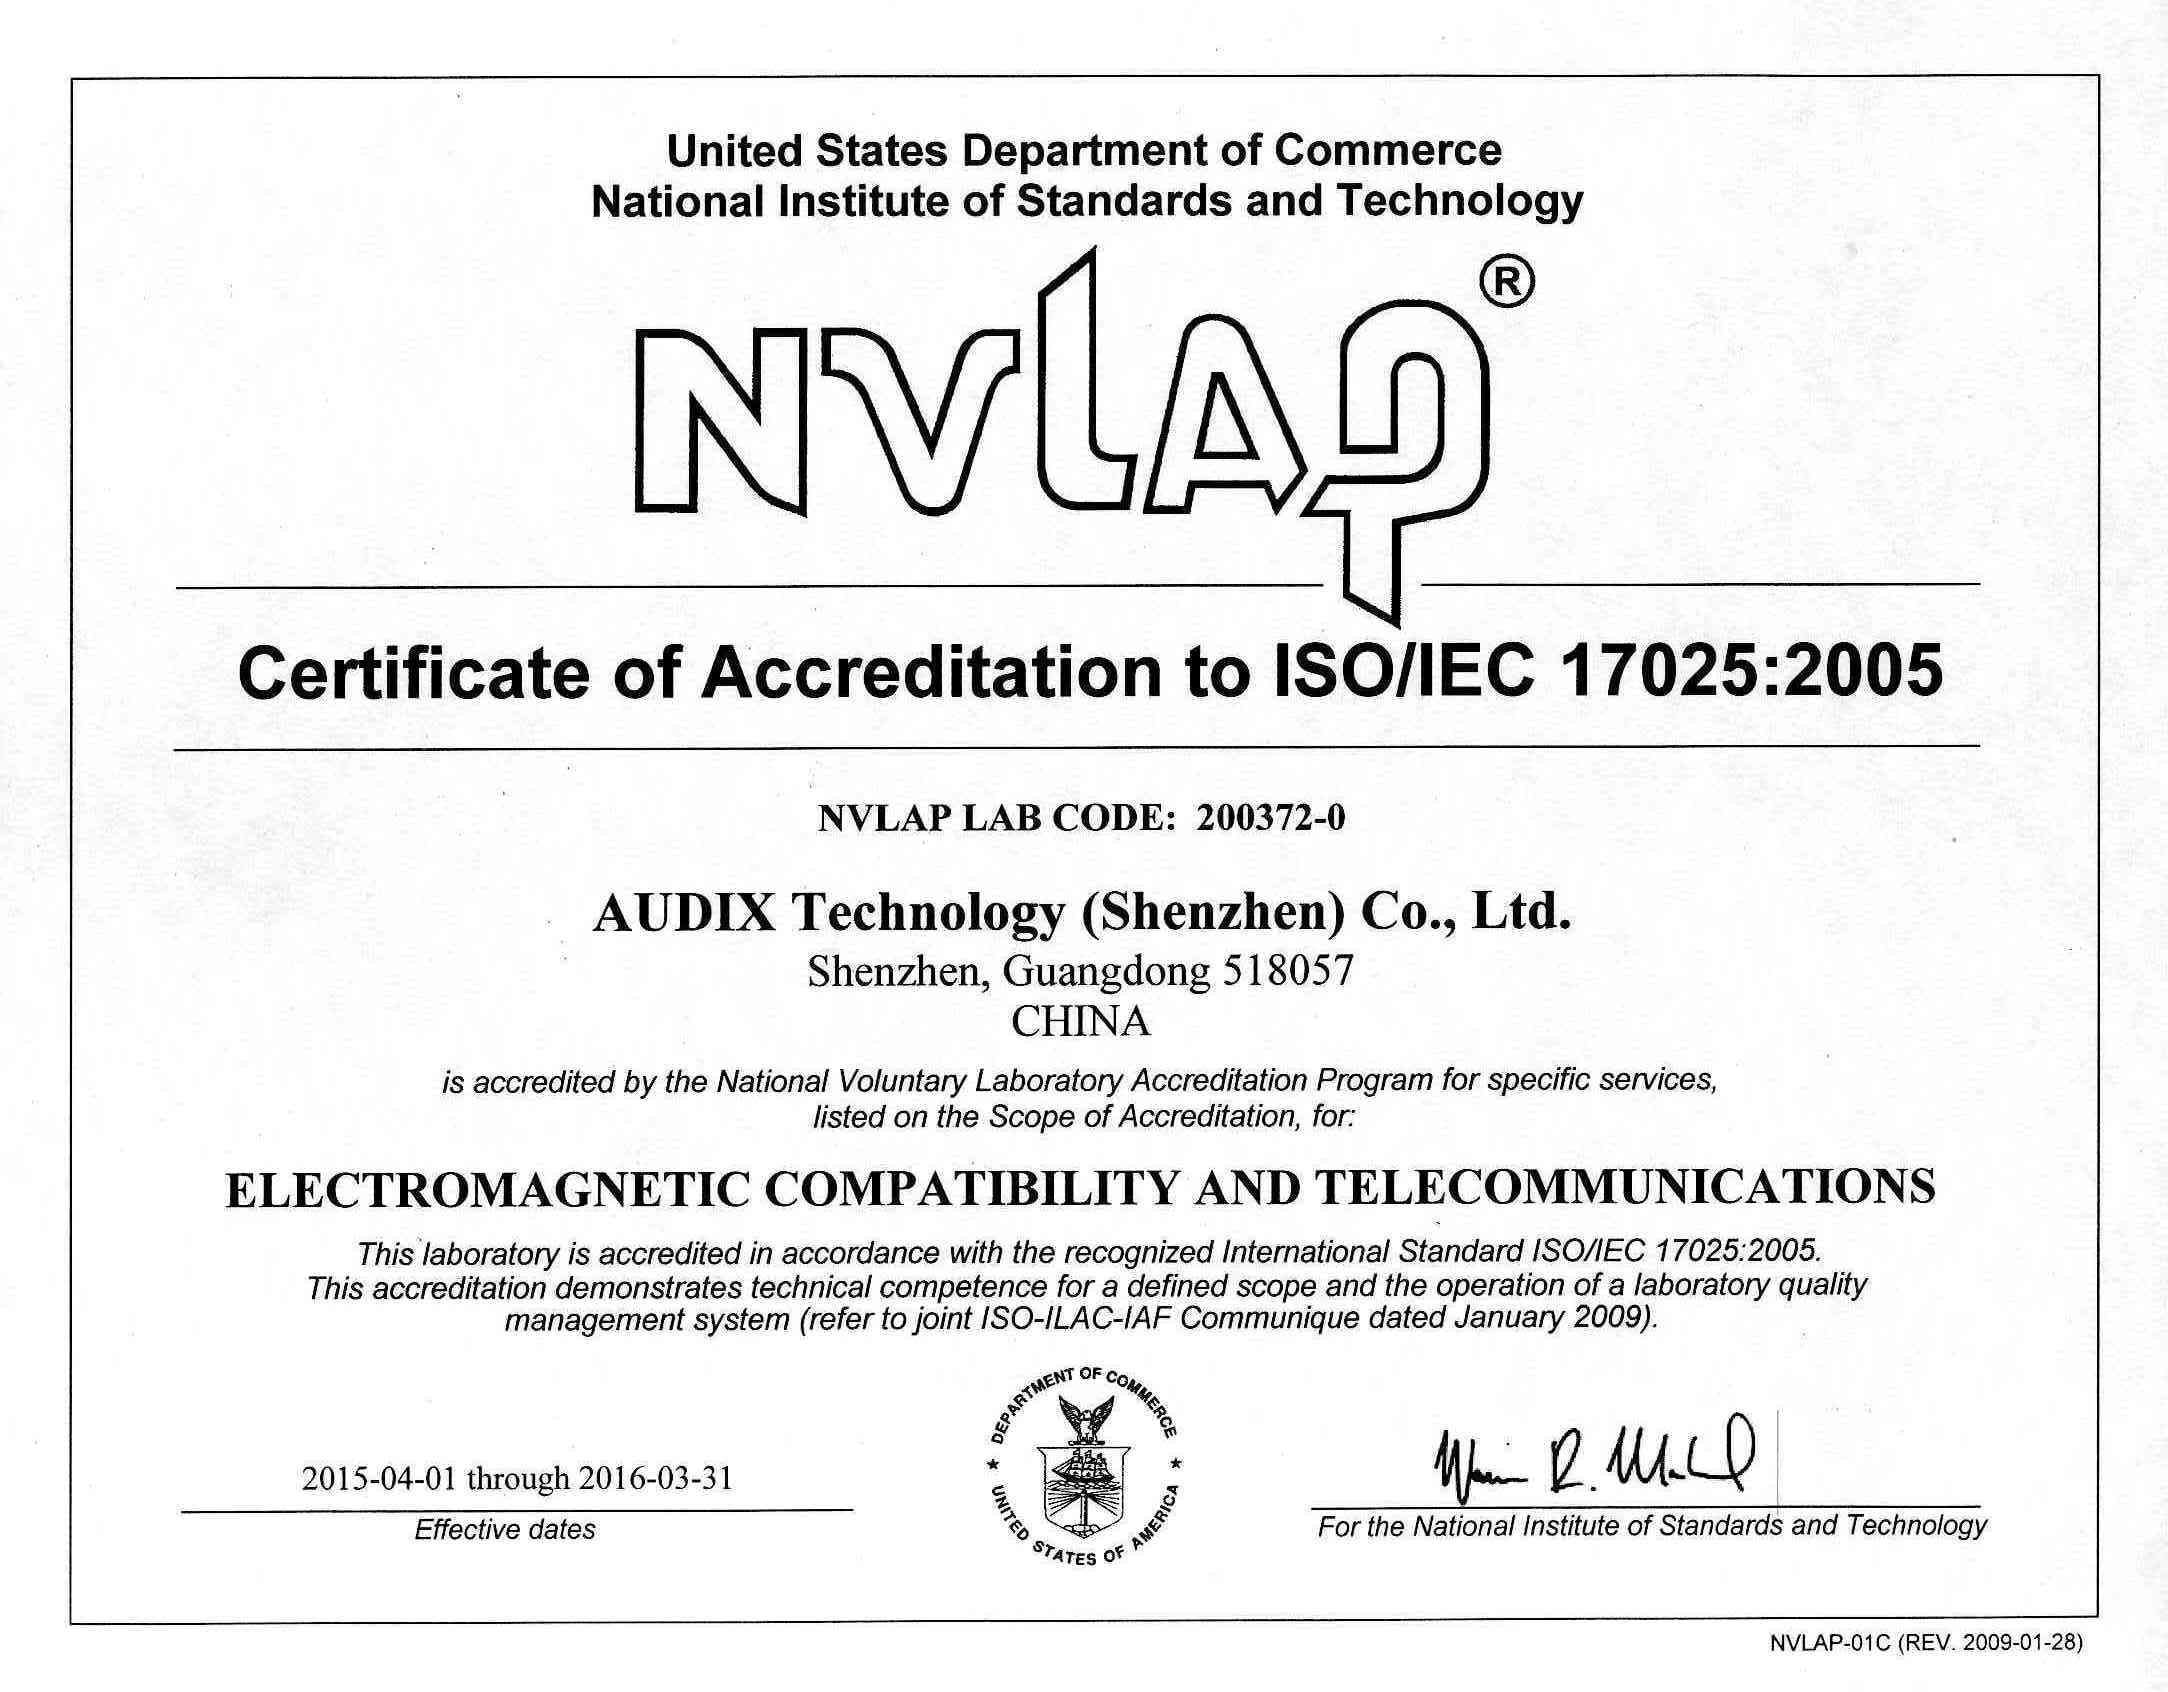 United States Department of Commerce
National Institute of Standards and Technology
NVLAP®
Certificate of Accreditation to ISO/IEC 17025:2005
NVLAP LAB CODE: 200372-0
AUDIX Technology (Shenzhen) Co., Ltd.
Shenzhen, Guangdong 518057
CHINA
is accredited by the National Voluntary Laboratory Accreditation Program for specific services,
listed on the Scope of Accreditation, for:
ELECTROMAGNETIC COMPATIBILITY AND TELECOMMUNICATIONS
This laboratory is accredited in accordance with the recognized International Standard ISO/IEC 17025:2005.
This accreditation demonstrates technical competence for a defined scope and the operation of a laboratory quality
management system (refer to joint ISO-ILAC-IAF Communique dated January 2009).
DEPARTMENT OF COMMERCE
UNITED STATES OF AMERICA
2015-04-01 through 2016-03-31
Effective dates
For the National Institute of Standards and Technology
NVLAP-01C (REV. 2009-01-28)